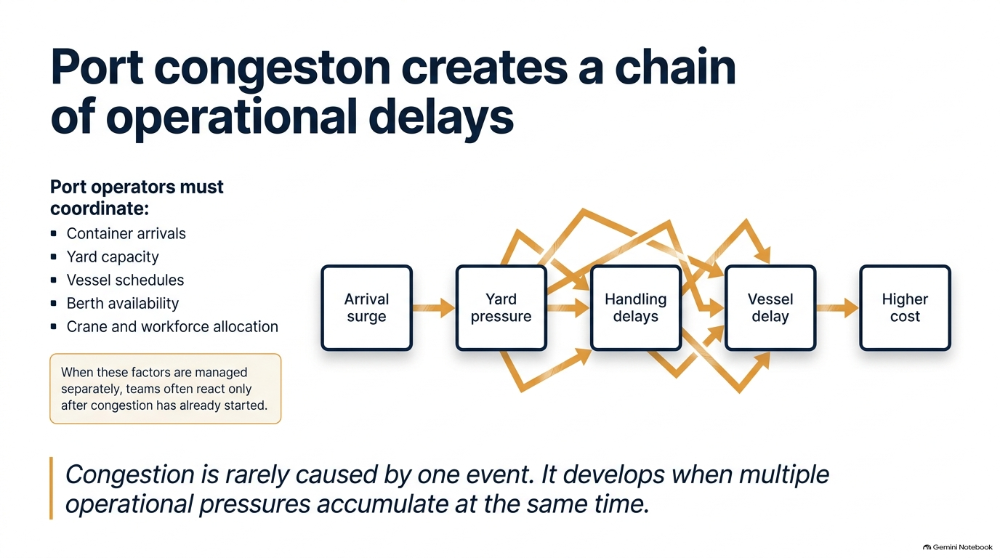 Port congeston creates a chain
of operational delays
Port operators must
coordinate:
▪ Container arrivals
▪ Yard capacity
▪ Vessel schedules
▪ Berth availability
▪ Crane and workforce allocation
When these factors are managed
separately, teams often react only
after congestion has already started.
Arrival
surge
Yard
pressure
Handling
delays
Vessel
delay
Higher
cost
Congestion is rarely caused by one event. It develops when multiple
operational pressures accumulate at the same time.
Gemini Notebook